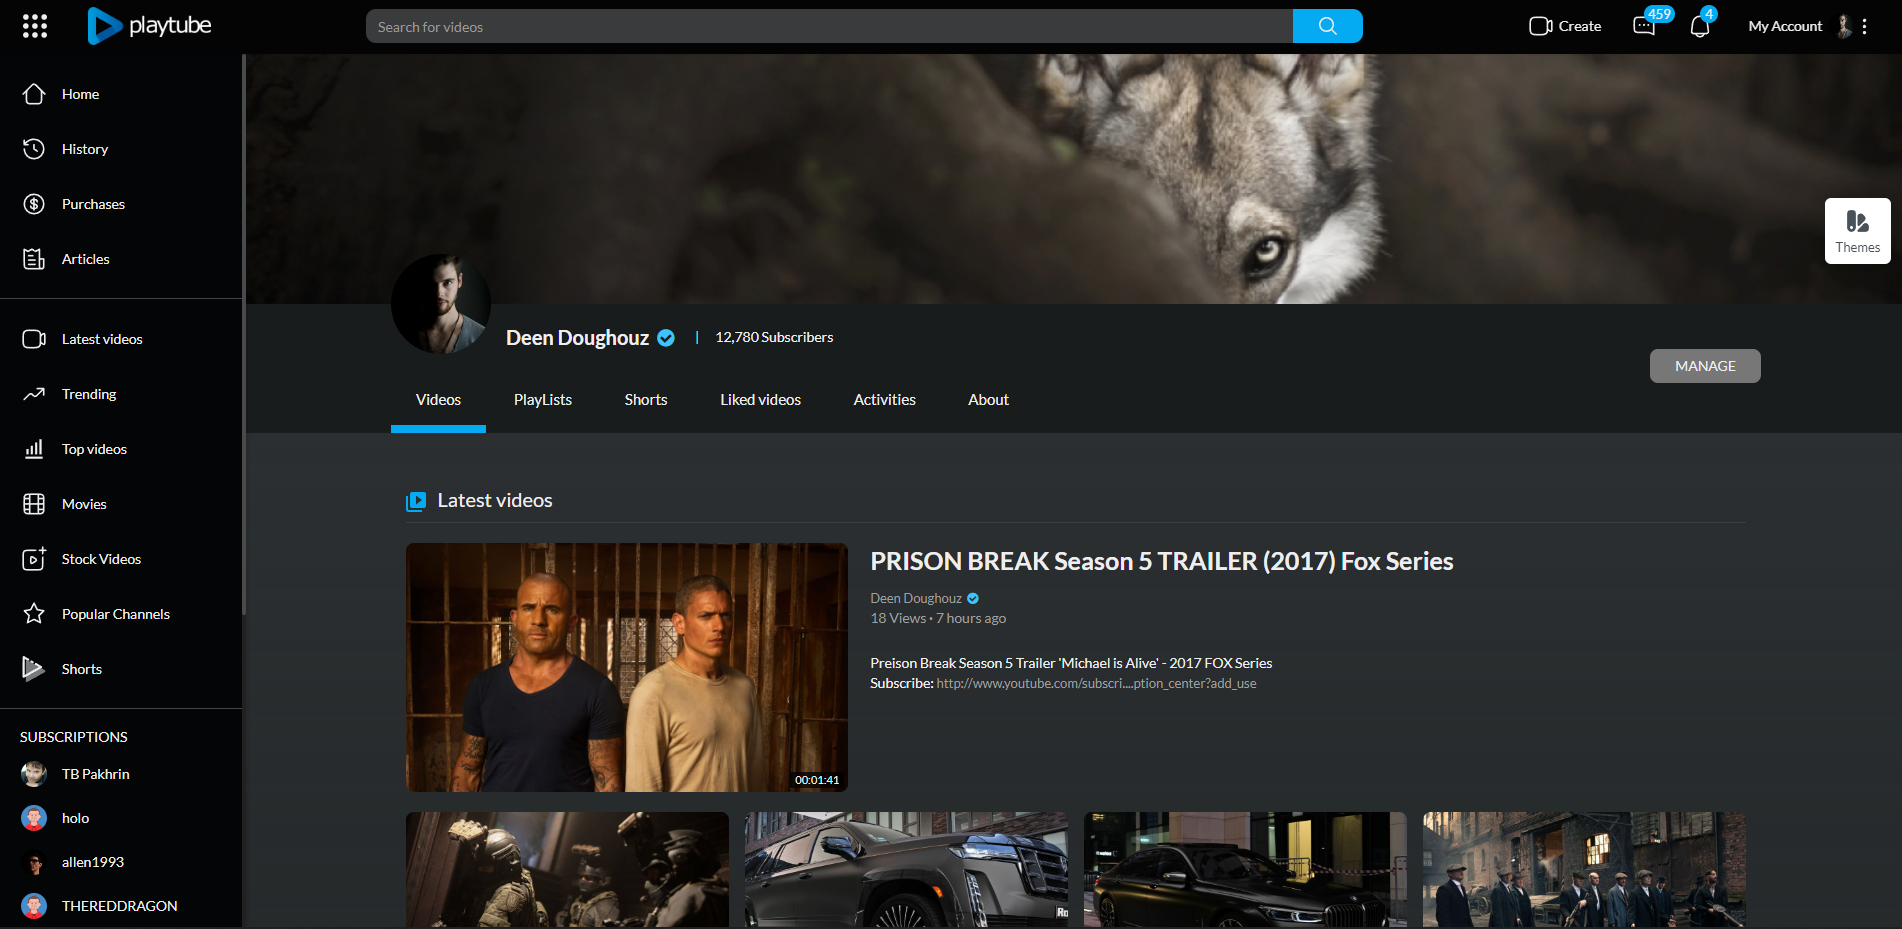 playtube
Search for videos
Create
459
4
My Account
Home
History
Purchases
Articles
Latest videos
Trending
Top videos
Movies
Stock Videos
Popular Channels
Shorts
SUBSCRIPTIONS
TB Pakhrin
holo
allen1993
THEREDDRAGON
Themes
Deen Doughouz
12,780 Subscribers
MANAGE
Videos
PlayLists
Shorts
Liked videos
Activities
About
Latest videos
00:01:41
PRISON BREAK Season 5 TRAILER (2017) Fox Series
Deen Doughouz
18 Views • 7 hours ago
Preison Break Season 5 Trailer 'Michael is Alive' - 2017 FOX Series
Subscribe: http://www.youtube.com/subscri....ption_center?add_use